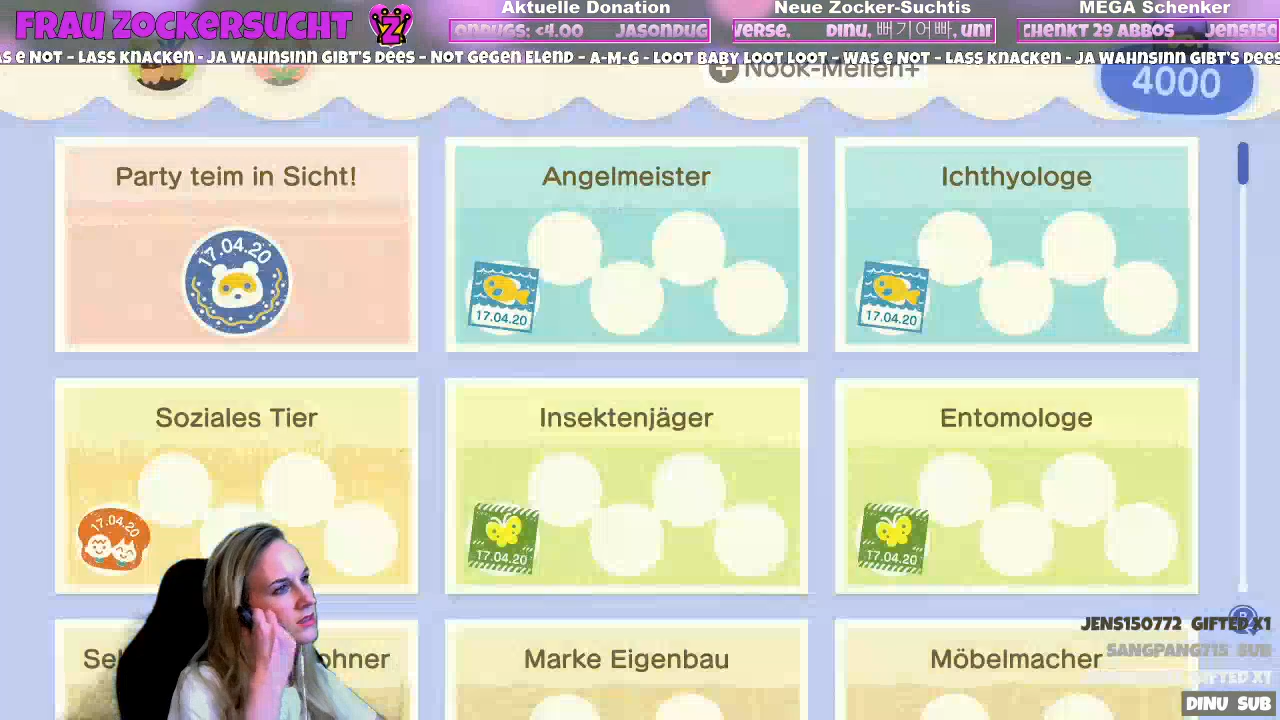 FRAU ZOCKERSUCHT
Z
Aktuelle Donation
Neue Zocker-Suchtis
MEGA Schenker
JASONDUG
DINU, 빠기어빠, UNI
CHENKT 29 ABBOS JENS150
E NOT - LASS KNACKEN - JA WAHNSINN GIBT'S DEES - NOT GEGEN ELEND - A-M-G - LOOT BABY LOOT LOOT - WAS E NOT - LASS KNACKEN - JA WAHNSINN GIBT'S DEES
Nook-Meilen+
4000
Party teim in Sicht!
Angelmeister
Ichthyologe
17.04.20
17.04.20
17.04.20
Soziales Tier
Insektenjäger
Entomologe
17.04.20
17.04.20
17.04.20
JENS150772 GIFTED X1
SANGPANG715 SUB
GIFTED X1
DINU SUB
ohner
Marke Eigenbau
Möbelmacher